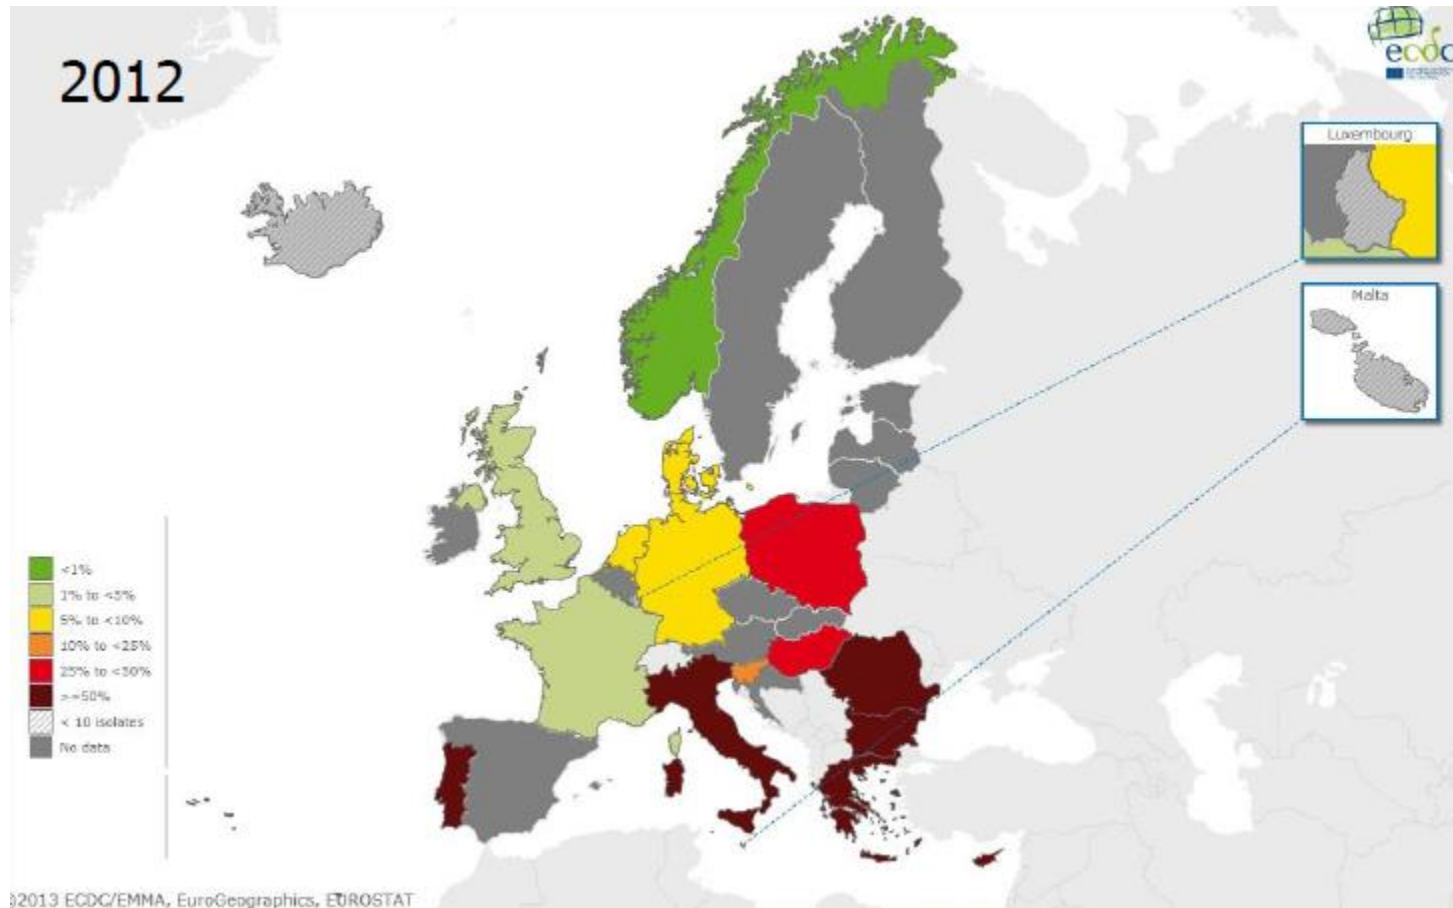 2012
ecdc
Luxembourg
Malta
<1%
1% to <5%
5% to <10%
10% to <25%
25% to <50%
>=50%
< 10 isolates
No data
©2013 ECDC/EMMA, EuroGeographics, EUROSTAT